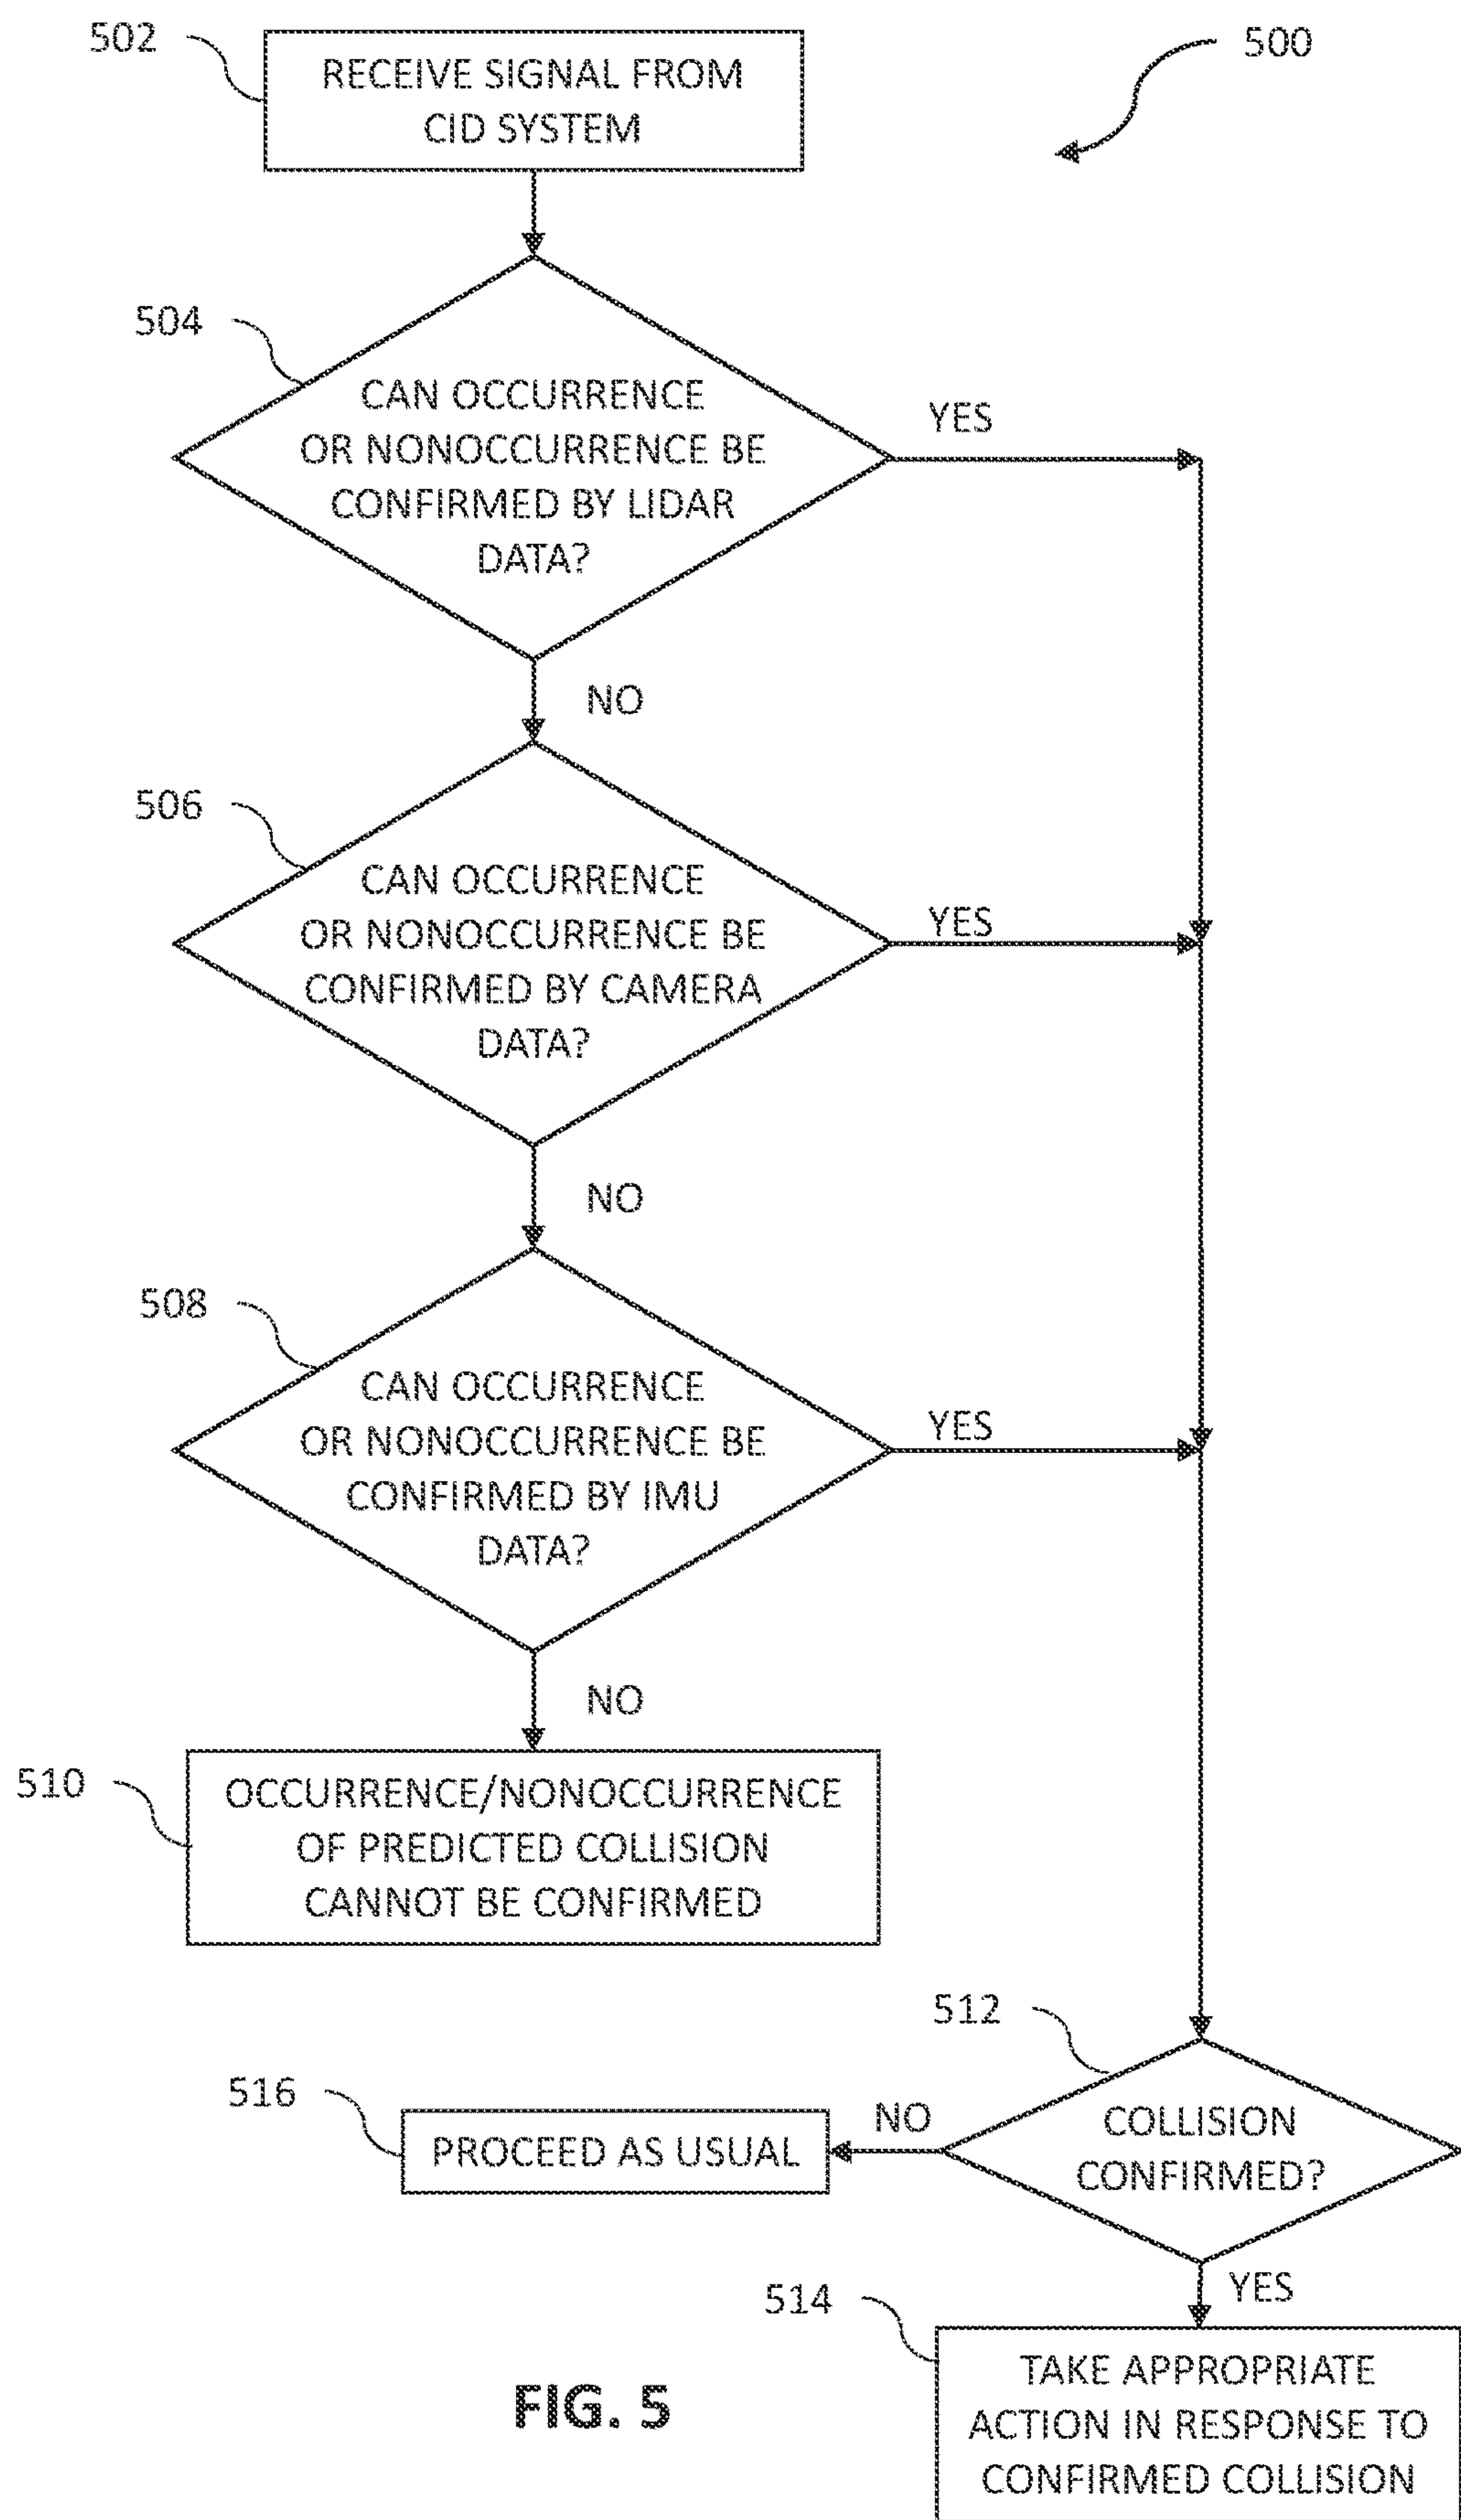 502
RECEIVE SIGNAL FROM
CID SYSTEM
500
504
CAN OCCURRENCE
OR NONOCCURRENCE BE
CONFIRMED BY LIDAR
DATA?
YES
NO
506
CAN OCCURRENCE
OR NONOCCURRENCE BE
CONFIRMED BY CAMERA
DATA?
YES
NO
508
CAN OCCURRENCE
OR NONOCCURRENCE BE
CONFIRMED BY IMU
DATA?
YES
NO
510
OCCURRENCE/NONOCCURRENCE
OF PREDICTED COLLISION
CANNOT BE CONFIRMED
512
COLLISION
CONFIRMED?
NO
516
PROCEED AS USUAL
YES
514
TAKE APPROPRIATE
ACTION IN RESPONSE TO
CONFIRMED COLLISION
FIG. 5